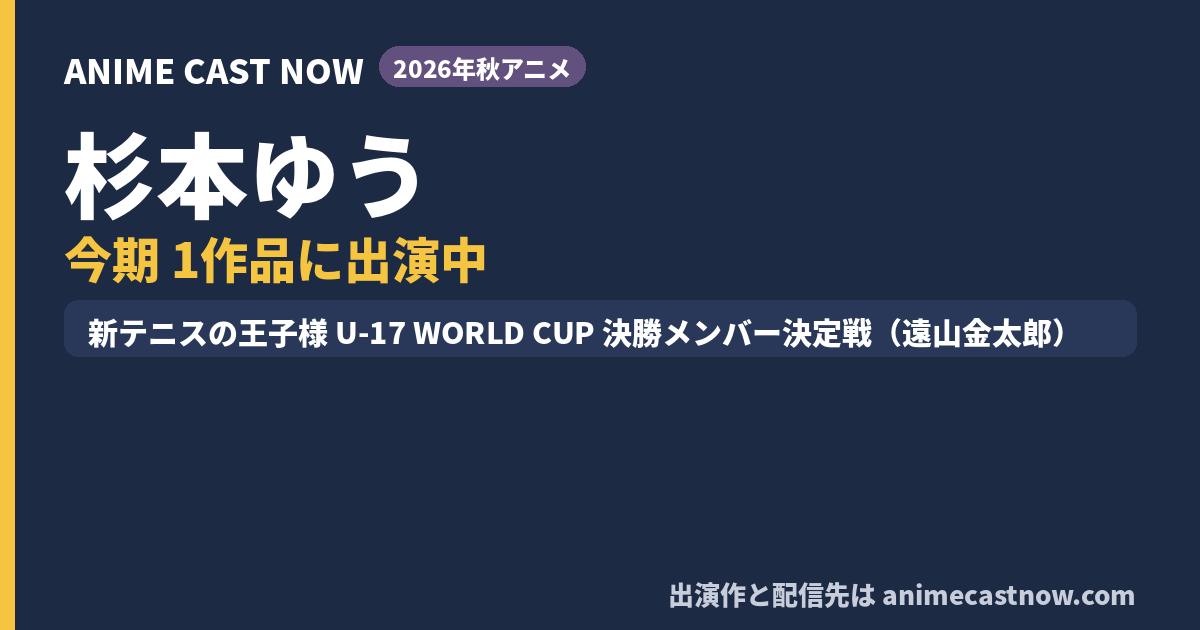 ANIME CAST NOW 2026年秋アニメ
杉本ゆう
今期 1作品に出演中
新テニスの王子様 U-17 WORLD CUP 決勝メンバー決定戦（遠山金太郎）
出演作と配信先は animecastnow.com